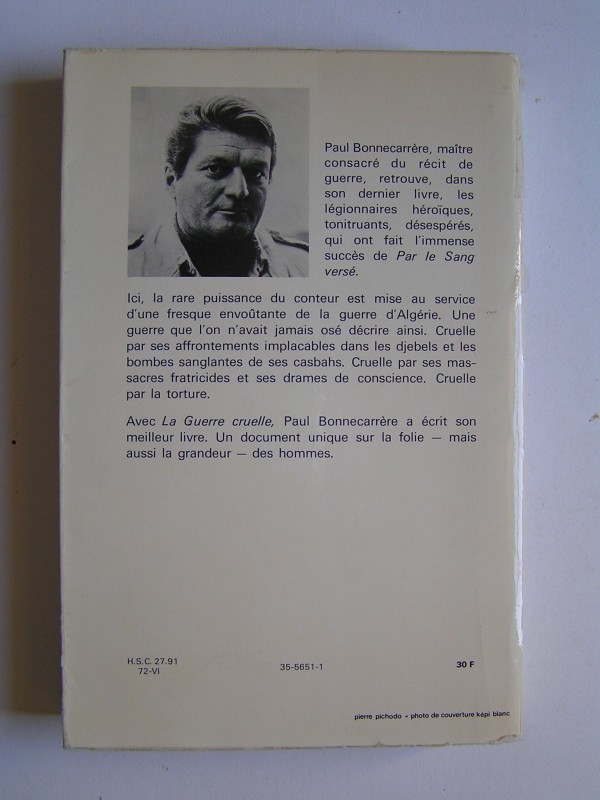 Paul Bonnecarrère, maître
consacré du récit de
guerre, retrouve, dans
son dernier livre, les
légionnaires héroïques,
tonitruants, désespérés,
qui ont fait l'immense
succès de Par le Sang
versé.
Ici, la rare puissance du conteur est mise au service
d'une fresque envoûtante de la guerre d'Algérie. Une
guerre que l'on n'avait jamais osé décrire ainsi. Cruelle
par ses affrontements implacables dans les djebels et les
bombes sanglantes de ses casbahs. Cruelle par ses mas-
sacres fratricides et ses drames de conscience. Cruelle
par la torture.
Avec La Guerre cruelle, Paul Bonnecarrère a écrit son
meilleur livre. Un document unique sur la folie — mais
aussi la grandeur — des hommes.
H.S.C. 27.91
72-VI
35-5651-1
30 F
pierre pichodo - photo de couverture képi blanc